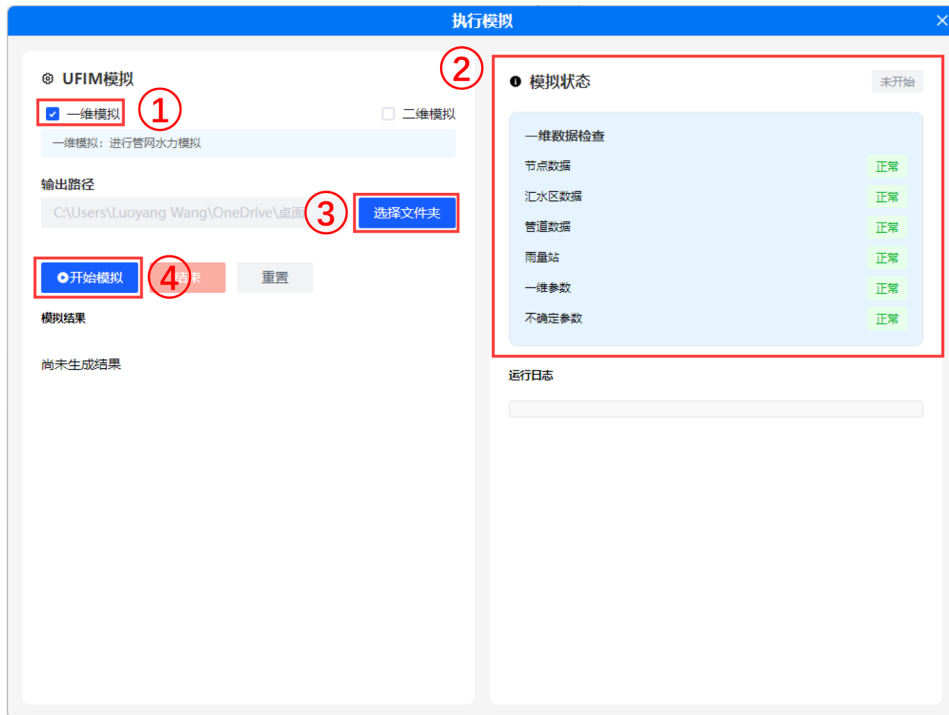 执行模拟
UFIM模拟
①
一维模拟
二维模拟
一维模拟：进行管网水力模拟
输出路径
C:\Users\Luoyang Wang\OneDrive\桌面
③
选择文件夹
开始模拟
④
结束
重置
模拟结果
尚未生成结果
②
模拟状态
未开始
一维数据检查
节点数据
正常
汇水区数据
正常
管道数据
正常
雨量站
正常
一维参数
正常
不确定参数
正常
运行日志